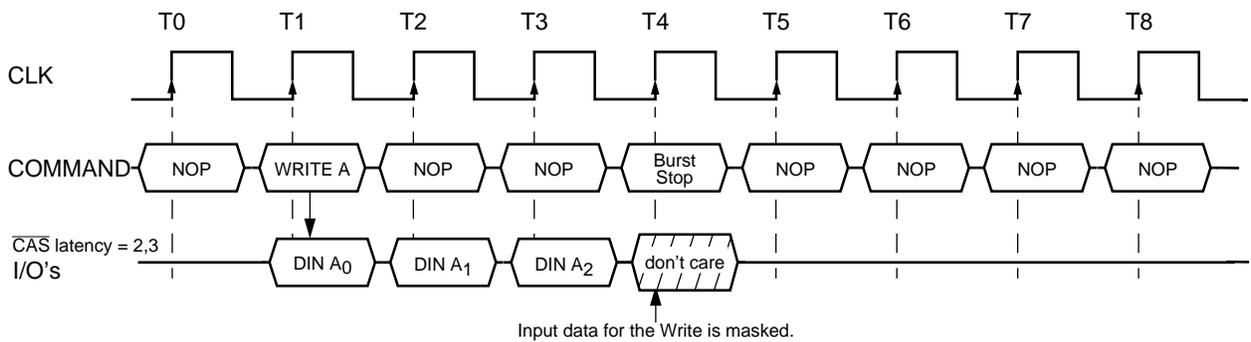 T0 T1 T2 T3 T4 T5 T6 T7 T8
CLK
COMMAND NOP WRITE A NOP NOP Burst Stop NOP NOP NOP NOP
CAS latency = 2,3
I/O's DIN A0 DIN A1 DIN A2 don't care
Input data for the Write is masked.